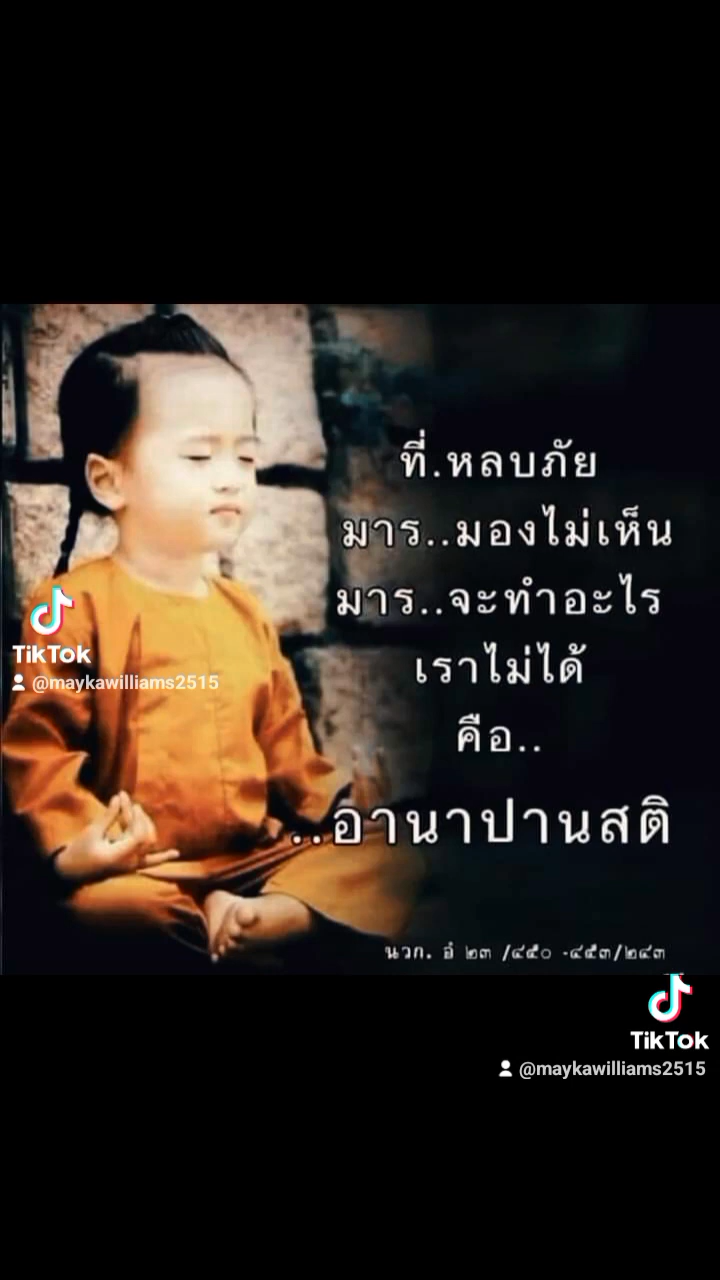 ที่.หลบภัย
มาร..มองไม่เห็น
มาร..จะทำอะไร
เราไม่ได้
คือ..
..อานาปานสติ
นวก. อํ ๒๓ /๔๕๐ -๔๕๓/๒๔๓
TikTok
@maykawilliams2515
TikTok
@maykawilliams2515